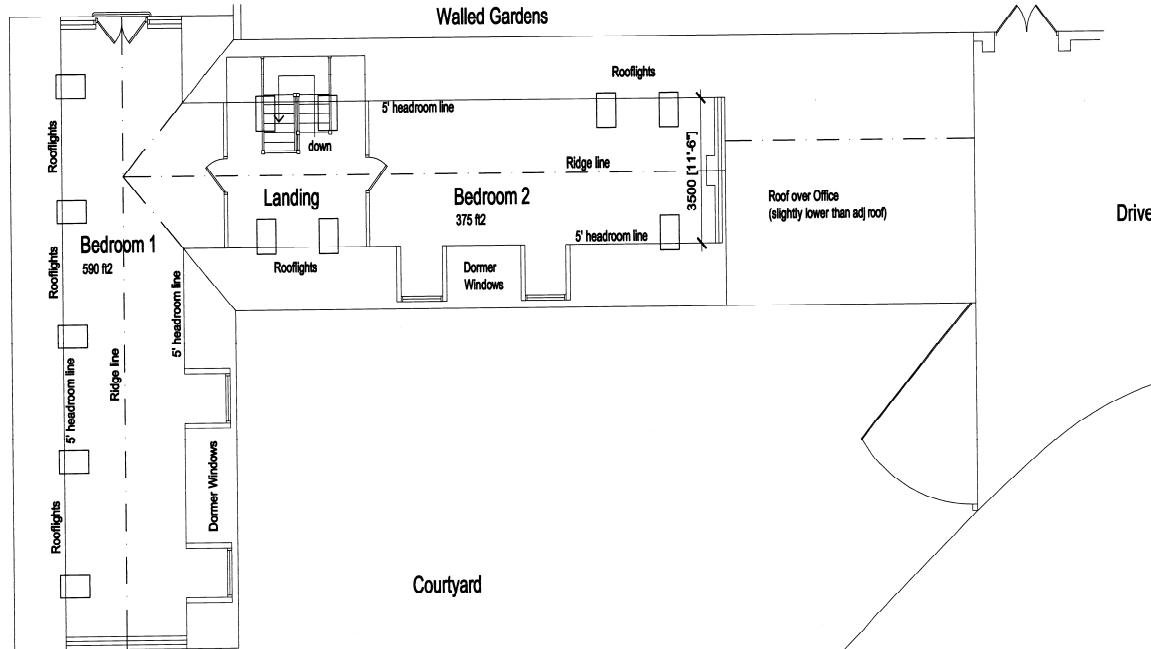 Walled Gardens
Rooflights
5' headroom line
Rooflights
down
3500 [11'-6"]
Ridge line
Landing
Bedroom 2
375 ft2
Roof over Office
(slightly lower than adj roof)
Drive
Bedroom 1
590 ft2
5' headroom line
Rooflights
Rooflights
Dormer
Windows
5' headroom line
Ridge line
5' headroom line
Dormer Windows
Rooflights
Courtyard